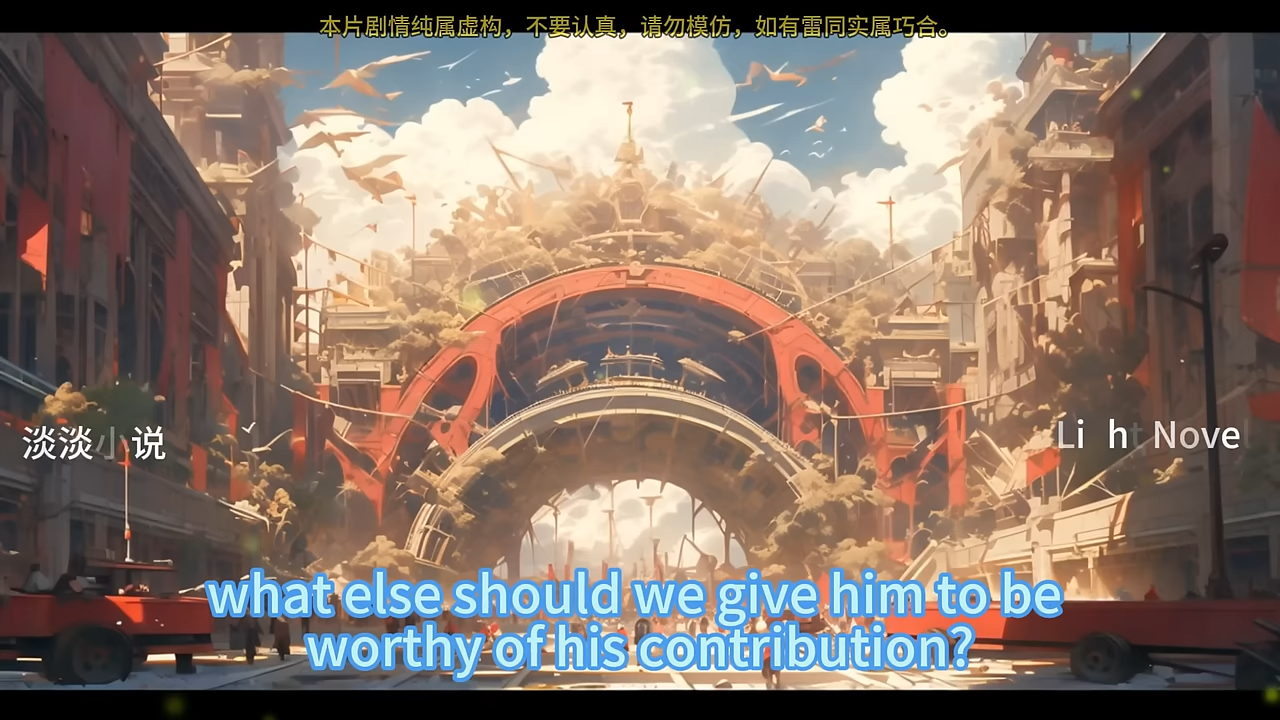 本片剧情纯属虚构，不要认真，请勿模仿，如有雷同实属巧合。
淡淡小说
Li h Nove
what else should we give him to be
worthy of his contribution?